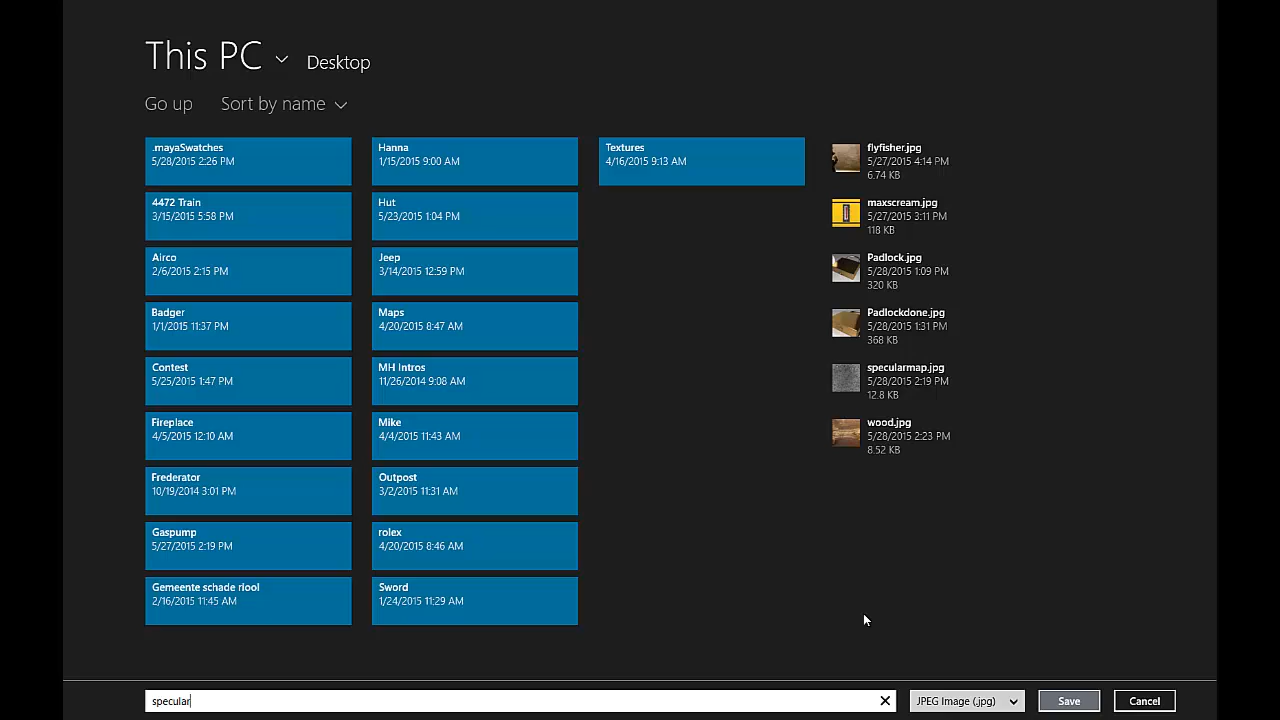 This PC Desktop
Go up Sort by name
.mayaSwatches
5/28/2015 2:26 PM
4472 Train
3/15/2015 5:58 PM
Airco
2/6/2015 2:15 PM
Badger
1/1/2015 11:37 PM
Contest
5/25/2015 1:47 PM
Fireplace
4/5/2015 12:10 AM
Frederator
10/19/2014 3:01 PM
Gaspump
5/27/2015 2:19 PM
Gemeente schade riool
2/16/2015 11:45 AM
Hanna
1/15/2015 9:00 AM
Hut
5/23/2015 1:04 PM
Jeep
3/14/2015 12:59 PM
Maps
4/20/2015 8:47 AM
MH Intros
11/26/2014 9:08 AM
Mike
4/4/2015 11:43 AM
Outpost
3/2/2015 11:31 AM
rolex
4/20/2015 8:46 AM
Sword
1/24/2015 11:29 AM
Textures
4/16/2015 9:13 AM
flyfisher.jpg
5/27/2015 4:14 PM
6.74 KB
maxscream.jpg
5/27/2015 3:11 PM
118 KB
Padlock.jpg
5/28/2015 1:09 PM
320 KB
Padlockdone.jpg
5/28/2015 1:31 PM
368 KB
specularmap.jpg
5/28/2015 2:19 PM
12.8 KB
wood.jpg
5/28/2015 2:23 PM
8.52 KB
specular JPEG Image (.jpg) Save Cancel